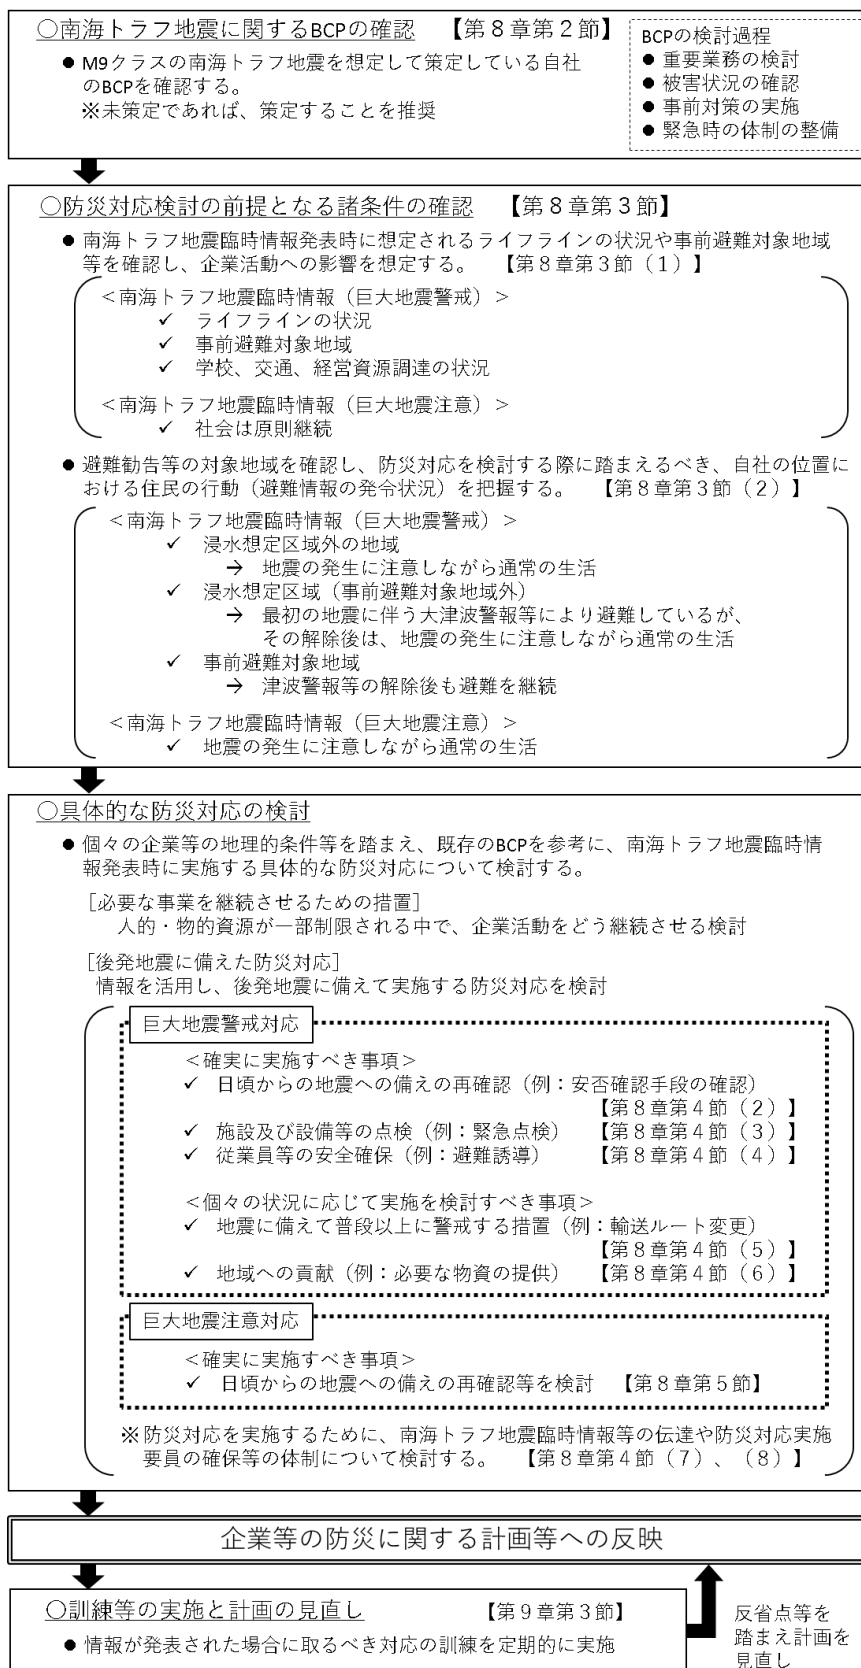 ○南海トラフ地震に関するBCPの確認　【第８章第２節】
● M9クラスの南海トラフ地震を想定して策定している自社
のBCPを確認する。
※未策定であれば、策定することを推奨
BCPの検討過程
● 重要業務の検討
● 被害状況の確認
● 事前対策の実施
● 緊急時の体制の整備
○防災対応検討の前提となる諸条件の確認　【第８章第３節】
● 南海トラフ地震臨時情報発表時に想定されるライフラインの状況や事前避難対象地域
等を確認し、企業活動への影響を想定する。　【第８章第３節（１）】
＜南海トラフ地震臨時情報（巨大地震警戒）＞
✓ ライフラインの状況
✓ 事前避難対象地域
✓ 学校、交通、経営資源調達の状況
＜南海トラフ地震臨時情報（巨大地震注意）＞
✓ 社会は原則継続
● 避難勧告等の対象地域を確認し、防災対応を検討する際に踏まえるべき、自社の位置に
おける住民の行動（避難情報の発令状況）を把握する。　【第８章第３節（２）】
＜南海トラフ地震臨時情報（巨大地震警戒）＞
✓ 浸水想定区域外の地域
→ 地震の発生に注意しながら通常の生活
✓ 浸水想定区域（事前避難対象地域外）
→ 最初の地震に伴う大津波警報等により避難しているが、
その解除後は、地震の発生に注意しながら通常の生活
✓ 事前避難対象地域
→ 津波警報等の解除後も避難を継続
＜南海トラフ地震臨時情報（巨大地震注意）＞
✓ 地震の発生に注意しながら通常の生活
○具体的な防災対応の検討
● 個々の企業等の地理的条件等を踏まえ、既存のBCPを参考に、南海トラフ地震臨時情
報発表時に実施する具体的な防災対応について検討する。
［必要な事業を継続させるための措置］
人的・物的資源が一部制限される中で、企業活動をどう継続させる検討
［後発地震に備えた防災対応］
情報を活用し、後発地震に備えて実施する防災対応を検討
巨大地震警戒対応
＜確実に実施すべき事項＞
✓ 日頃からの地震への備えの再確認（例：安否確認手段の確認）
【第８章第４節（２）】
✓ 施設及び設備等の点検（例：緊急点検）　【第８章第４節（３）】
✓ 従業員等の安全確保（例：避難誘導）　【第８章第４節（４）】
＜個々の状況に応じて実施を検討すべき事項＞
✓ 地震に備えて普段以上に警戒する措置（例：輸送ルート変更）
【第８章第４節（５）】
✓ 地域への貢献（例：必要な物資の提供）　【第８章第４節（６）】
巨大地震注意対応
＜確実に実施すべき事項＞
✓ 日頃からの地震への備えの再確認等を検討　【第８章第５節】
※防災対応を実施するために、南海トラフ地震臨時情報等の伝達や防災対応実施
要員の確保等の体制について検討する。　【第８章第４節（７）、（８）】
企業等の防災に関する計画等への反映
○訓練等の実施と計画の見直し　【第９章第３節】
● 情報が発表された場合に取るべき対応の訓練を定期的に実施
反省点等を
踏まえ計画を
見直し